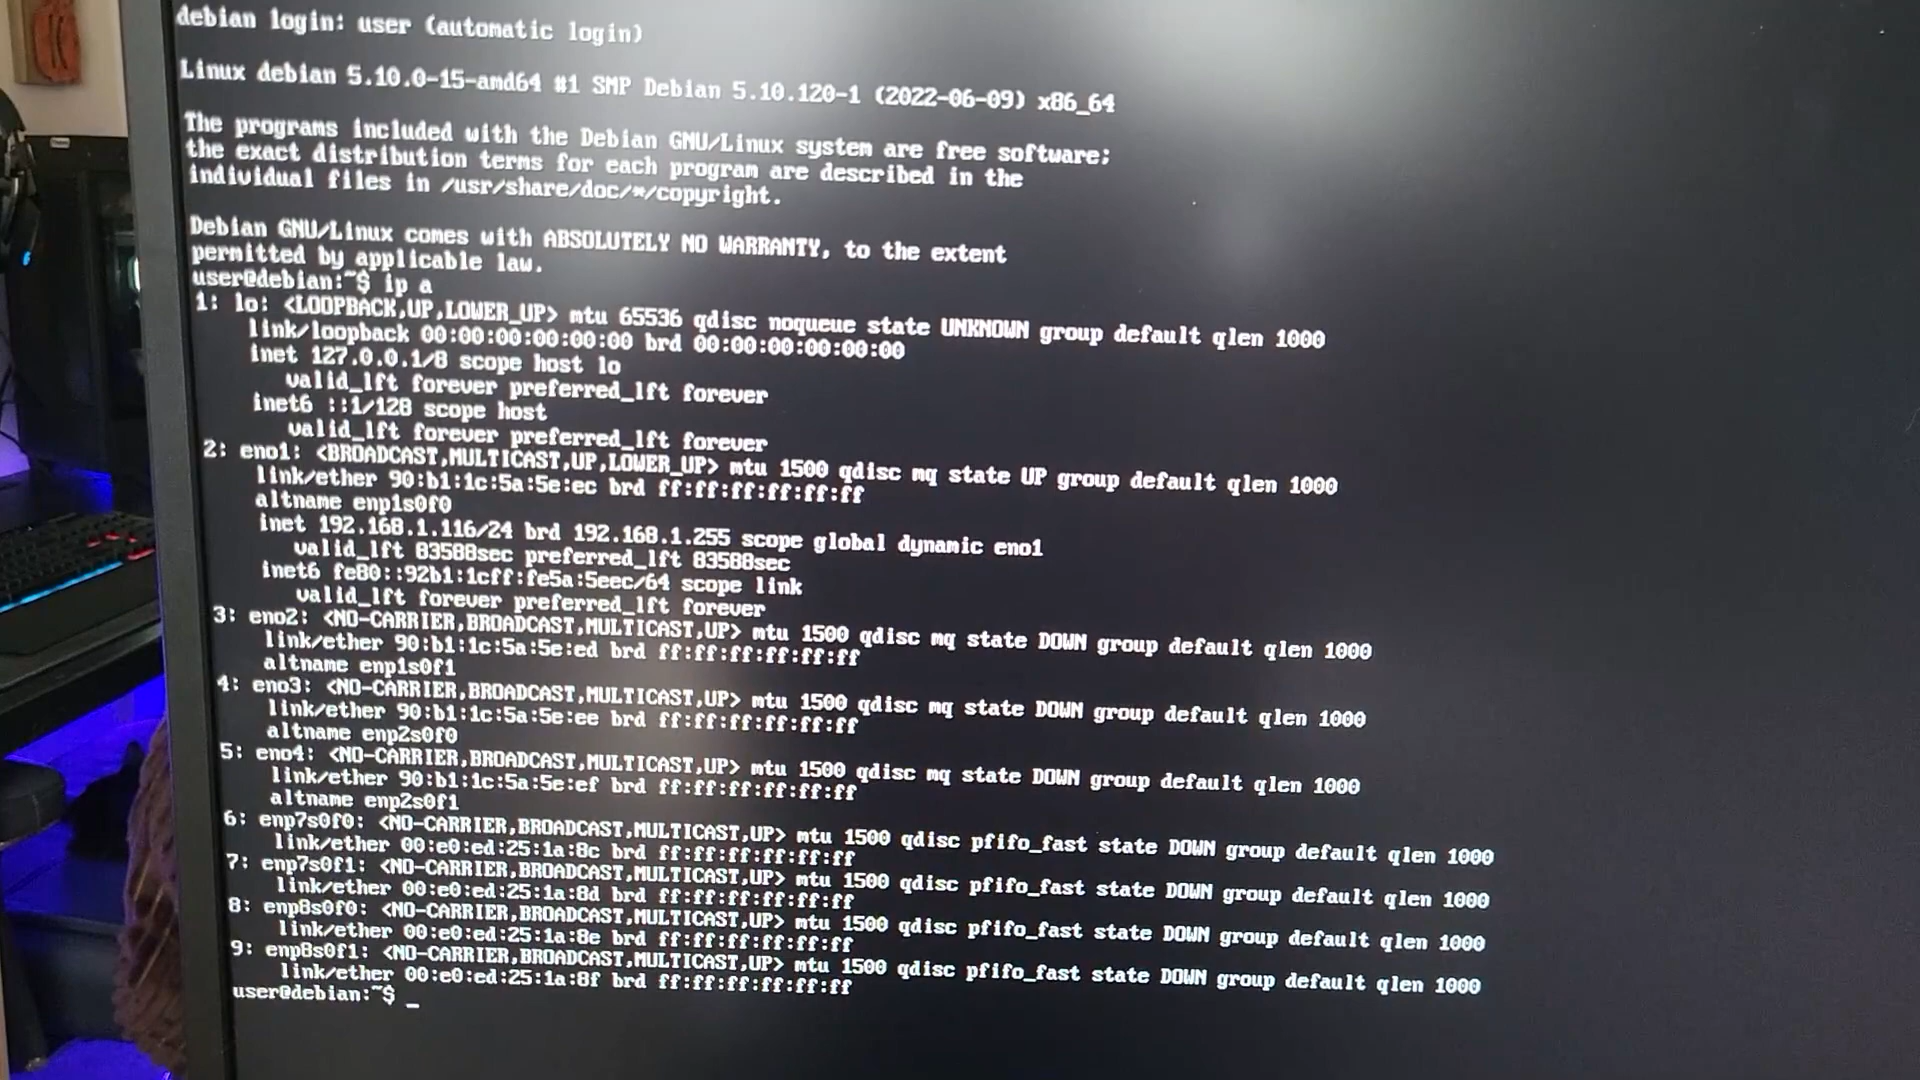 debian login: user (automatic login)
Linux debian 5.10.0-15-amd64 #1 SMP Debian 5.10.120-1 (2022-06-09) x86_64
The programs included with the Debian GNU/Linux system are free software;
the exact distribution terms for each program are described in the
individual files in /usr/share/doc/*/copyright.
Debian GNU/Linux comes with ABSOLUTELY NO WARRANTY, to the extent
permitted by applicable law.
user@debian:~$ ip a
1: lo: <LOOPBACK,UP,LOWER_UP> mtu 65536 qdisc noqueue state UNKNOWN group default qlen 1000
link/loopback 00:00:00:00:00:00 brd 00:00:00:00:00:00
inet 127.0.0.1/8 scope host lo
valid_lft forever preferred_lft forever
inet6 ::1/128 scope host
valid_lft forever preferred_lft forever
2: eno1: <BROADCAST,MULTICAST,UP,LOWER_UP> mtu 1500 qdisc mq state UP group default qlen 1000
link/ether 90:b1:1c:5a:5e:ec brd ff:ff:ff:ff:ff:ff
altname enp1s0f0
inet 192.168.1.116/24 brd 192.168.1.255 scope global dynamic eno1
valid_lft 83588sec preferred_lft 83588sec
inet6 fe80::92b1:1cff:fe5a:5eec/64 scope link
valid_lft forever preferred_lft forever
3: eno2: <NO-CARRIER,BROADCAST,MULTICAST,UP> mtu 1500 qdisc mq state DOWN group default qlen 1000
link/ether 90:b1:1c:5a:5e:ed brd ff:ff:ff:ff:ff:ff
altname enp1s0f1
4: eno3: <NO-CARRIER,BROADCAST,MULTICAST,UP> mtu 1500 qdisc mq state DOWN group default qlen 1000
link/ether 90:b1:1c:5a:5e:ee brd ff:ff:ff:ff:ff:ff
altname enp2s0f0
5: eno4: <NO-CARRIER,BROADCAST,MULTICAST,UP> mtu 1500 qdisc mq state DOWN group default qlen 1000
link/ether 90:b1:1c:5a:5e:ef brd ff:ff:ff:ff:ff:ff
altname enp2s0f1
6: enp7s0f0: <NO-CARRIER,BROADCAST,MULTICAST,UP> mtu 1500 qdisc pfifo_fast state DOWN group default qlen 1000
link/ether 00:e0:ed:25:1a:8c brd ff:ff:ff:ff:ff:ff
7: enp7s0f1: <NO-CARRIER,BROADCAST,MULTICAST,UP> mtu 1500 qdisc pfifo_fast state DOWN group default qlen 1000
link/ether 00:e0:ed:25:1a:8d brd ff:ff:ff:ff:ff:ff
8: enp8s0f0: <NO-CARRIER,BROADCAST,MULTICAST,UP> mtu 1500 qdisc pfifo_fast state DOWN group default qlen 1000
link/ether 00:e0:ed:25:1a:8e brd ff:ff:ff:ff:ff:ff
9: enp8s0f1: <NO-CARRIER,BROADCAST,MULTICAST,UP> mtu 1500 qdisc pfifo_fast state DOWN group default qlen 1000
link/ether 00:e0:ed:25:1a:8f brd ff:ff:ff:ff:ff:ff
user@debian:~$ _